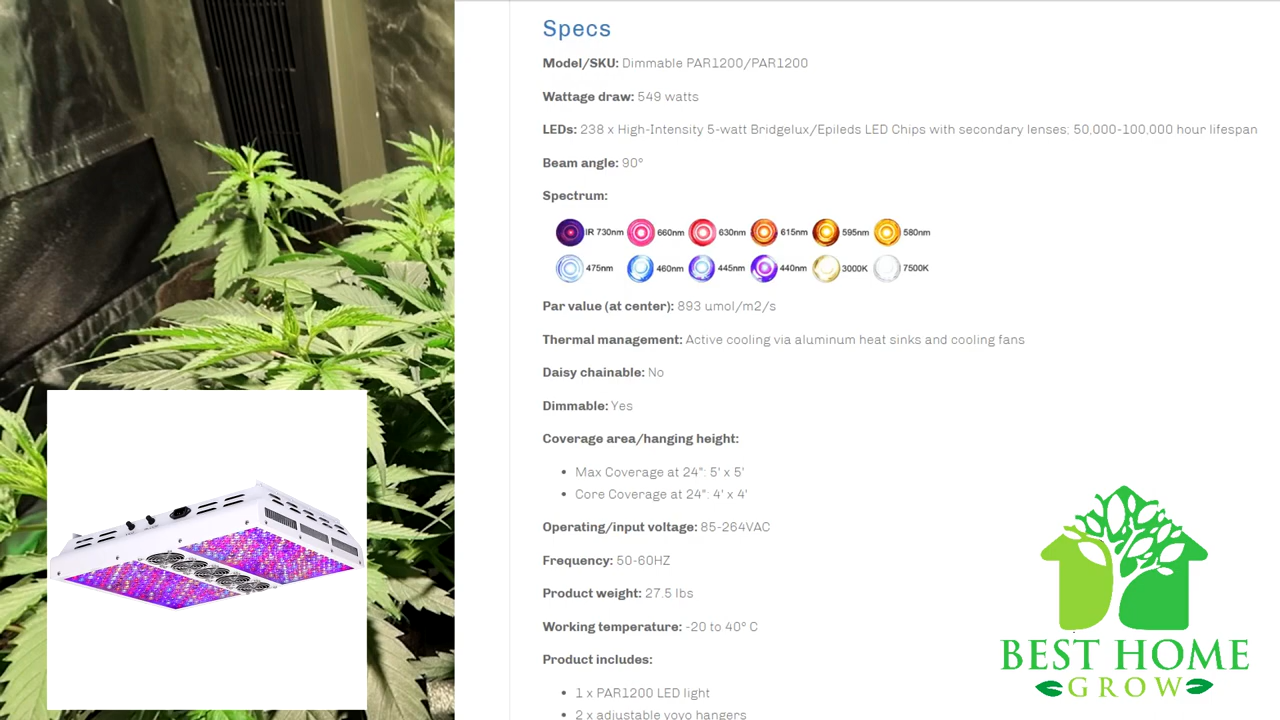 Specs
Model/SKU: Dimmable PAR1200/PAR1200
Wattage draw: 549 watts
LEDs: 238 x High-Intensity 5-watt Bridgelux/Epileds LED Chips with secondary lenses; 50,000-100,000 hour lifespan
Beam angle: 90°
Spectrum:
IR 730nm 660nm 630nm 615nm 595nm 580nm
475nm 460nm 445nm 440nm 3000K 7500K
Par value (at center): 893 umol/m2/s
Thermal management: Active cooling via aluminum heat sinks and cooling fans
Daisy chainable: No
Dimmable: Yes
Coverage area/hanging height:
• Max Coverage at 24": 5' x 5'
• Core Coverage at 24": 4' x 4'
Operating/input voltage: 85-264VAC
Frequency: 50-60HZ
Product weight: 27.5 lbs
Working temperature: -20 to 40° C
Product includes:
• 1 x PAR1200 LED light
• 2 x adjustable yoyo hangers
BEST HOME
GROW